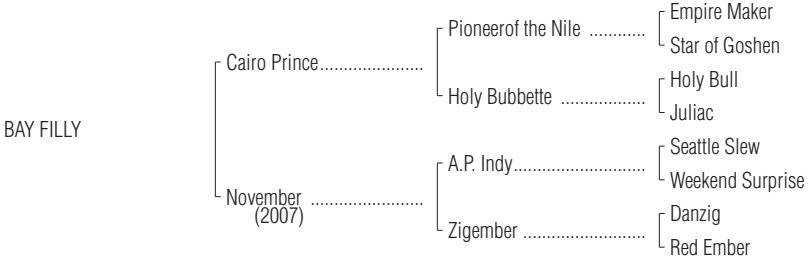 Empire Maker
Pioneerof the Nile ............
Star of Goshen
Cairo Prince......................
Holy Bull
Holy Bubbette ..................
Juliac
BAY FILLY
Seattle Slew
A.P. Indy............................
Weekend Surprise
November ........................
(2007)
Danzig
Zigember ..........................
Red Ember